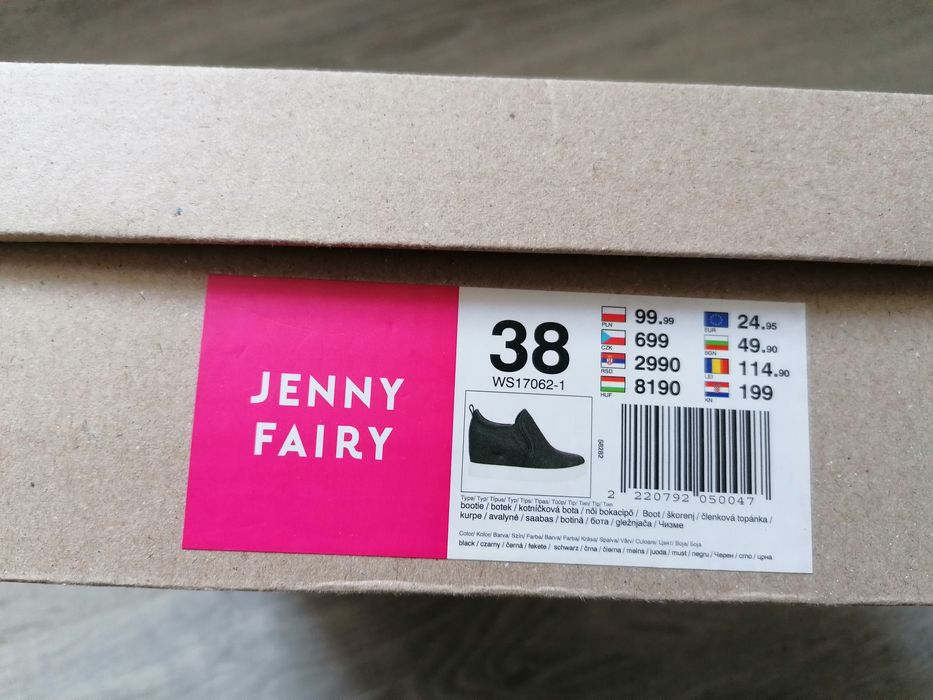 JENNY
FAIRY
38
WS17062-1
PLN 99.99
CZK 699
RSD 2990
HUF 8190
EUR 24.95
BGN 49.90
LEI 114.90
KN 199
58282
2 220792 050047
Type/ Typ/ Típus/ Typ/ Tips/ Tipas/ Tüüp/ Tip/ Тип/ Tip/ Тип
bootie / botek / kotníčková bota / női bokacipő / Boot / škorenj / členková topánka /
kurpe / avalynė / saabas / botină / бота / gležnjača / Чизме
Color/ Kolor/ Barva/ Szín/ Farbe/ Barva/ Farba/ Krāsa/ Spalva/ Värv/ Culoare/ Цвят/ Boja/ Боја
black / czarny / černá / fekete / schwarz / črna / čierna / melns / juoda / must / negru / Черен / crno / црна